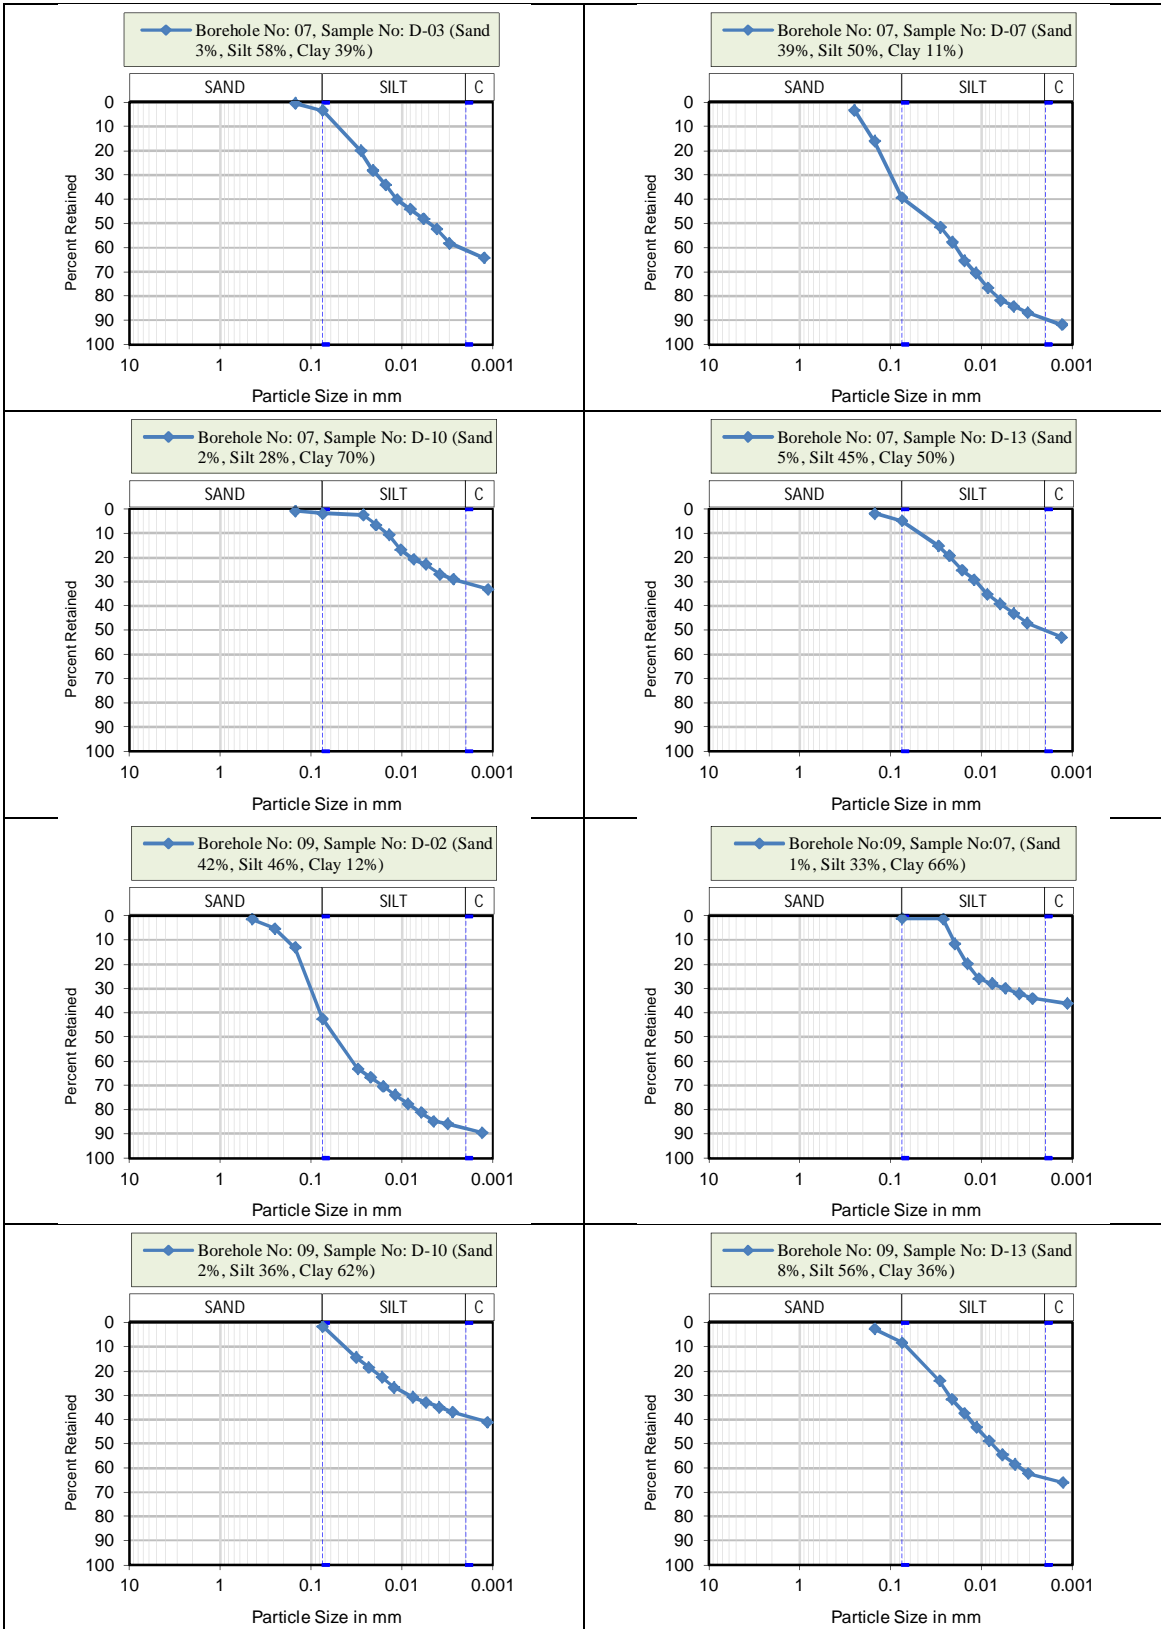 Borehole No: 07, Sample No: D-03 (Sand
3%, Silt 58%, Clay 39%)
SAND SILT C
0
10
20
30
40
50
60
70
80
90
100
Percent Retained
10 1 0.1 0.01 0.001
Particle Size in mm
Borehole No: 07, Sample No: D-07 (Sand
39%, Silt 50%, Clay 11%)
SAND SILT C
0
10
20
30
40
50
60
70
80
90
100
Percent Retained
10 1 0.1 0.01 0.001
Particle Size in mm
Borehole No: 07, Sample No: D-10 (Sand
2%, Silt 28%, Clay 70%)
SAND SILT C
0
10
20
30
40
50
60
70
80
90
100
Percent Retained
10 1 0.1 0.01 0.001
Particle Size in mm
Borehole No: 07, Sample No: D-13 (Sand
5%, Silt 45%, Clay 50%)
SAND SILT C
0
10
20
30
40
50
60
70
80
90
100
Percent Retained
10 1 0.1 0.01 0.001
Particle Size in mm
Borehole No: 09, Sample No: D-02 (Sand
42%, Silt 46%, Clay 12%)
SAND SILT C
0
10
20
30
40
50
60
70
80
90
100
Percent Retained
10 1 0.1 0.01 0.001
Particle Size in mm
Borehole No:09, Sample No:07, (Sand
1%, Silt 33%, Clay 66%)
SAND SILT C
0
10
20
30
40
50
60
70
80
90
100
Percent Retained
10 1 0.1 0.01 0.001
Particle Size in mm
Borehole No: 09, Sample No: D-10 (Sand
2%, Silt 36%, Clay 62%)
SAND SILT C
0
10
20
30
40
50
60
70
80
90
100
Percent Retained
10 1 0.1 0.01 0.001
Particle Size in mm
Borehole No: 09, Sample No: D-13 (Sand
8%, Silt 56%, Clay 36%)
SAND SILT C
0
10
20
30
40
50
60
70
80
90
100
Percent Retained
10 1 0.1 0.01 0.001
Particle Size in mm